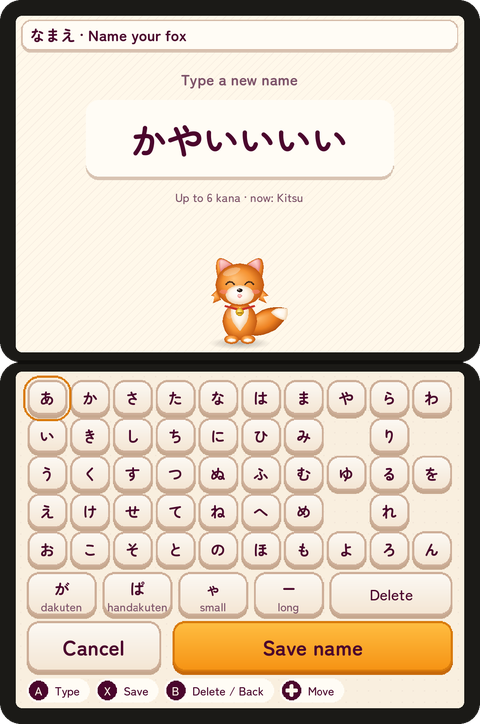 なまえ · Name your fox
Type a new name
かやいいいい
Up to 6 kana · now: Kitsu
あ か さ た な は ま や ら わ
い き し ち に ひ み り
う く す つ ぬ ふ む ゆ る を
え け せ て ね へ め れ
お こ そ と の ほ も よ ろ ん
が ぱ ゃ ー Delete
dakuten handakuten small long
Cancel Save name
A Type X Save B Delete / Back Move